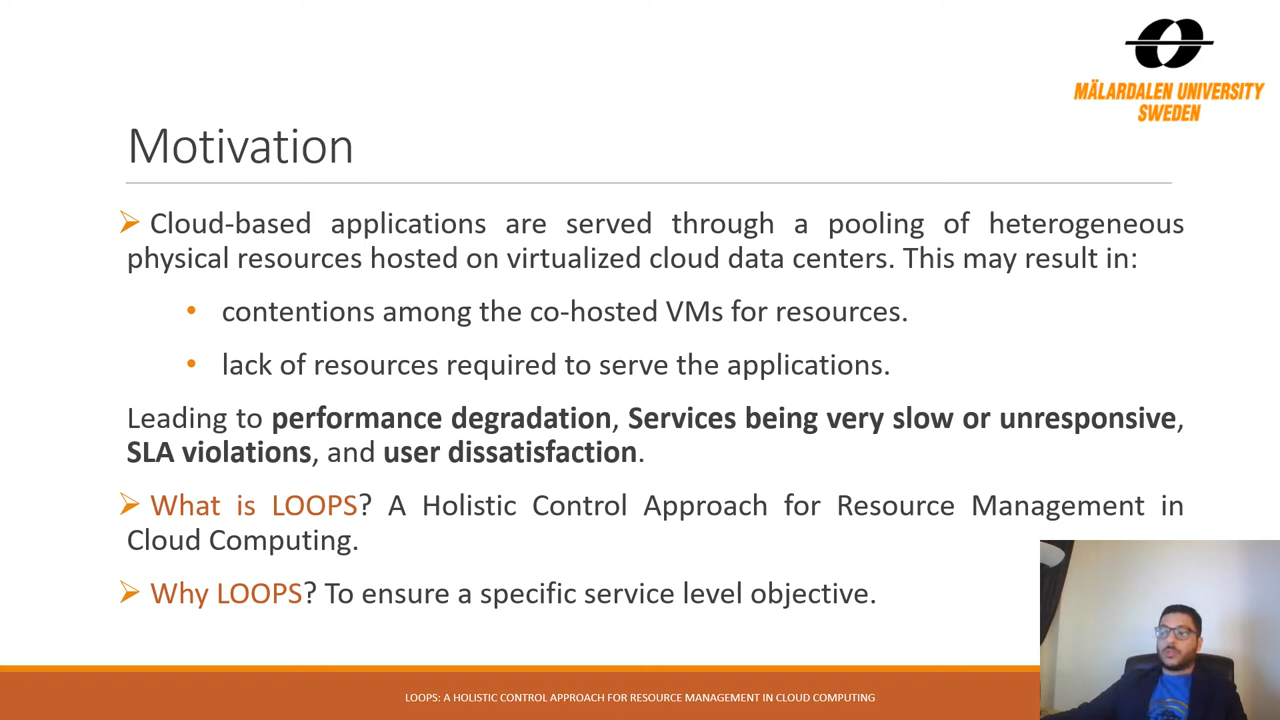 MÄLARDALEN UNIVERSITY
SWEDEN
Motivation
Cloud-based applications are served through a pooling of heterogeneous
physical resources hosted on virtualized cloud data centers. This may result in:
• contentions among the co-hosted VMs for resources.
• lack of resources required to serve the applications.
Leading to performance degradation, Services being very slow or unresponsive,
SLA violations, and user dissatisfaction.
What is LOOPS? A Holistic Control Approach for Resource Management in
Cloud Computing.
Why LOOPS? To ensure a specific service level objective.
LOOPS: A HOLISTIC CONTROL APPROACH FOR RESOURCE MANAGEMENT IN CLOUD COMPUTING